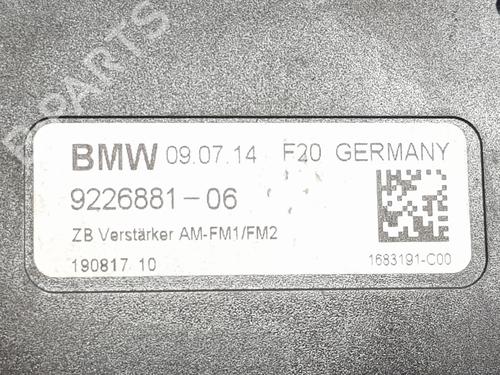 BMW 09.07.14 F20 GERMANY
9226881-06
ZB Verstärker AM-FM1/FM2
190817 10
1683191-C00